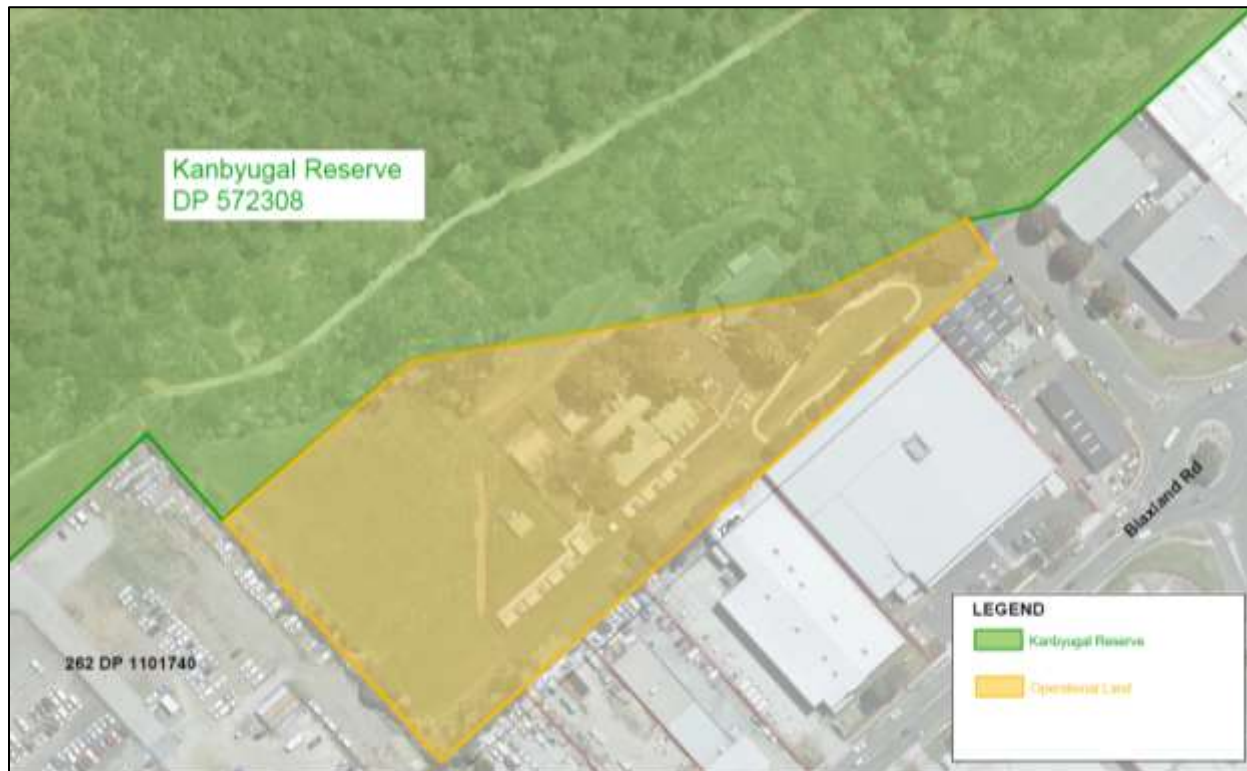 Kanbyugal Reserve
DP 572308
Blaxland Rd
262 DP 1101740
LEGEND
Kanbyugal Reserve
Operational Land